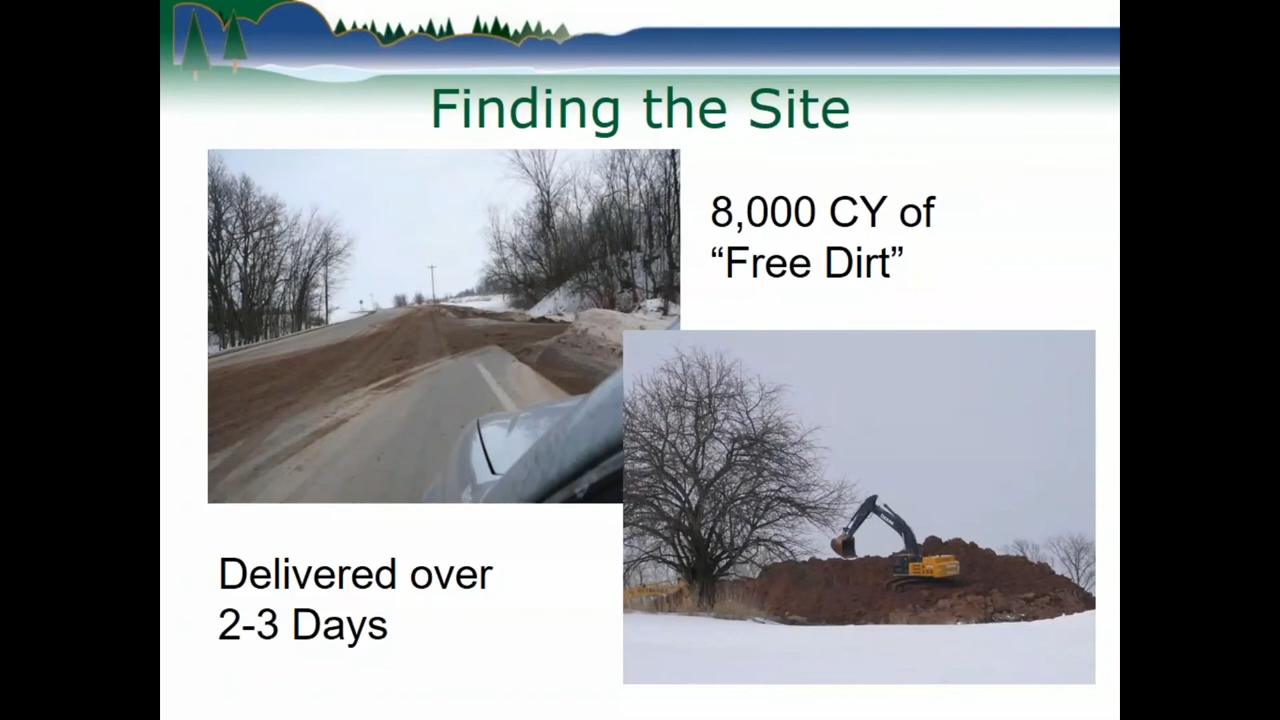 Finding the Site
8,000 CY of
“Free Dirt”
Delivered over
2-3 Days